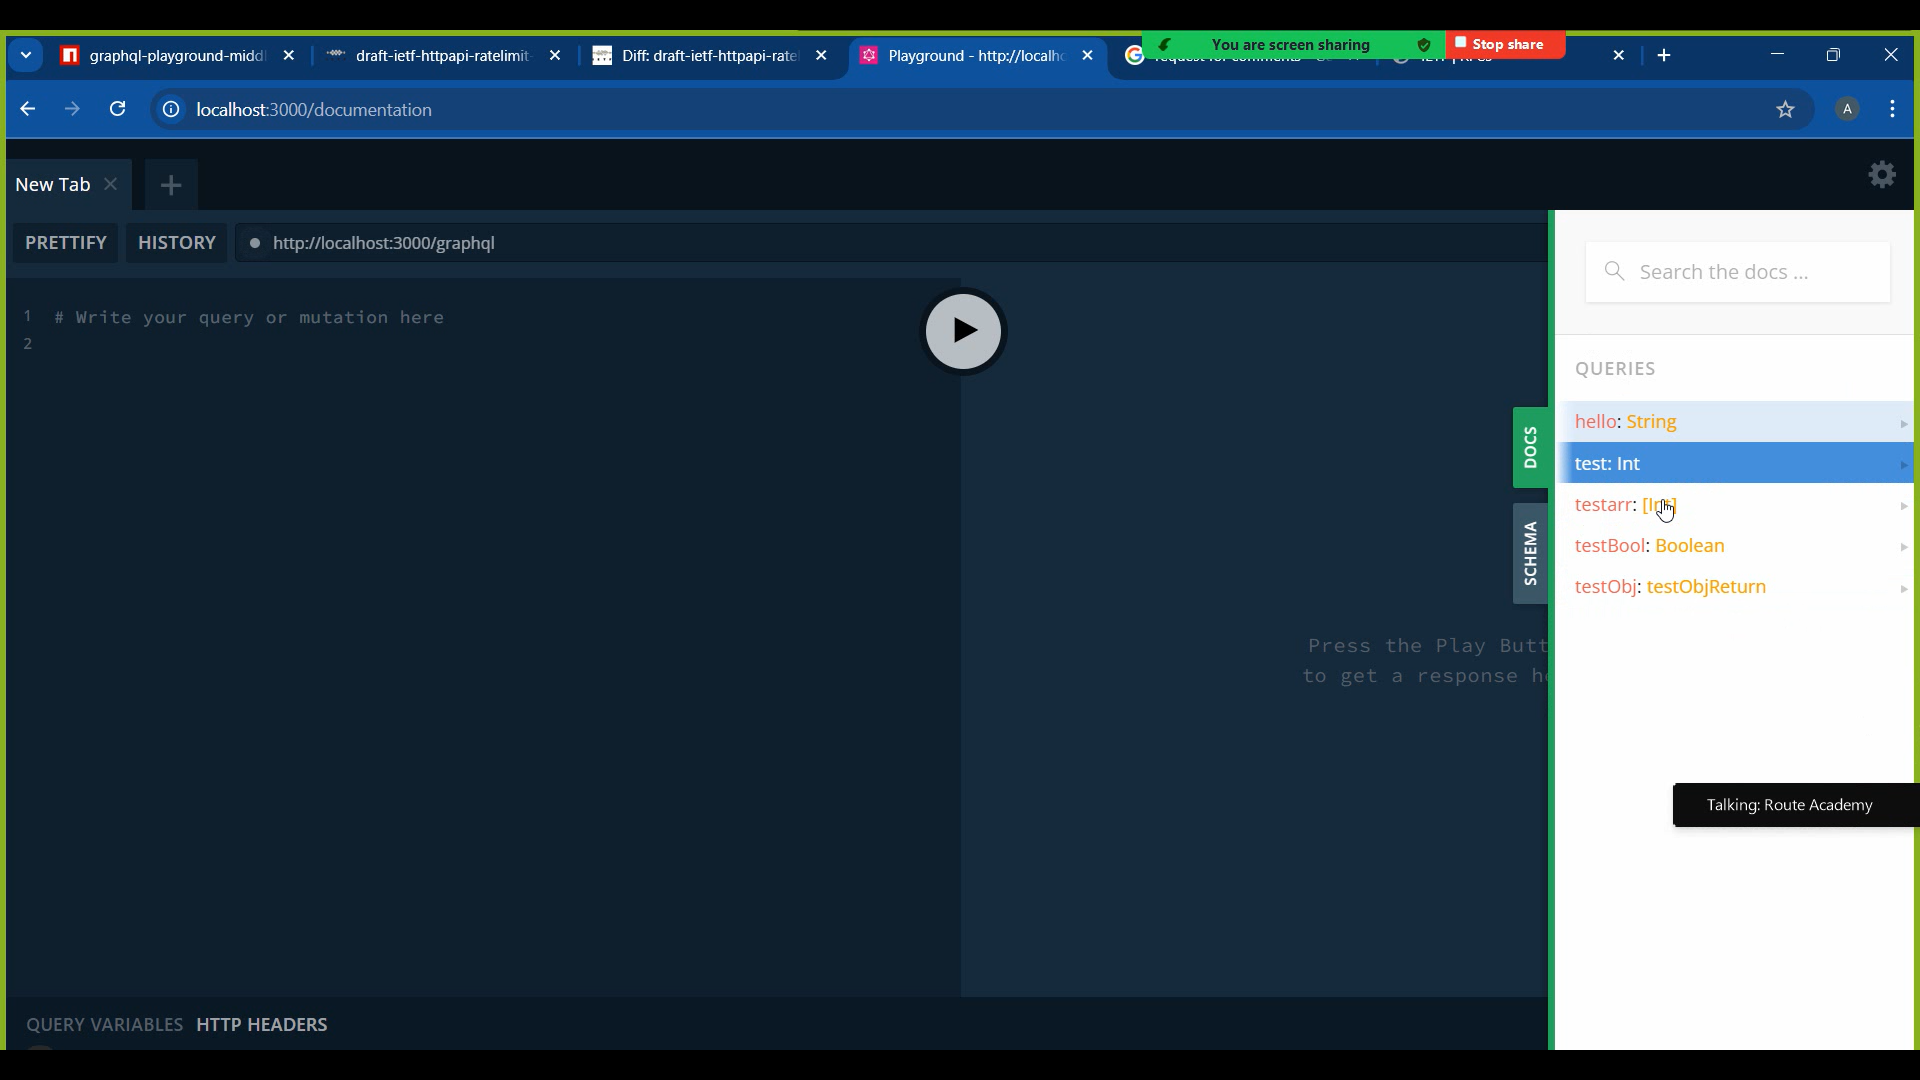 graphql-playground-middl
draft-ietf-httpapi-ratelimit-
Diff: draft-ietf-httpapi-rate
Playground - http://localho
You are screen sharing
Stop share
localhost:3000/documentation
A
New Tab
PRETTIFY
HISTORY
http://localhost:3000/graphql
1 # Write your query or mutation here
2
Press the Play Butt
to get a response he
DOCS
SCHEMA
Search the docs ...
QUERIES
hello: String
test: Int
testarr: [Int]
testBool: Boolean
testObj: testObjReturn
Talking: Route Academy
QUERY VARIABLES HTTP HEADERS